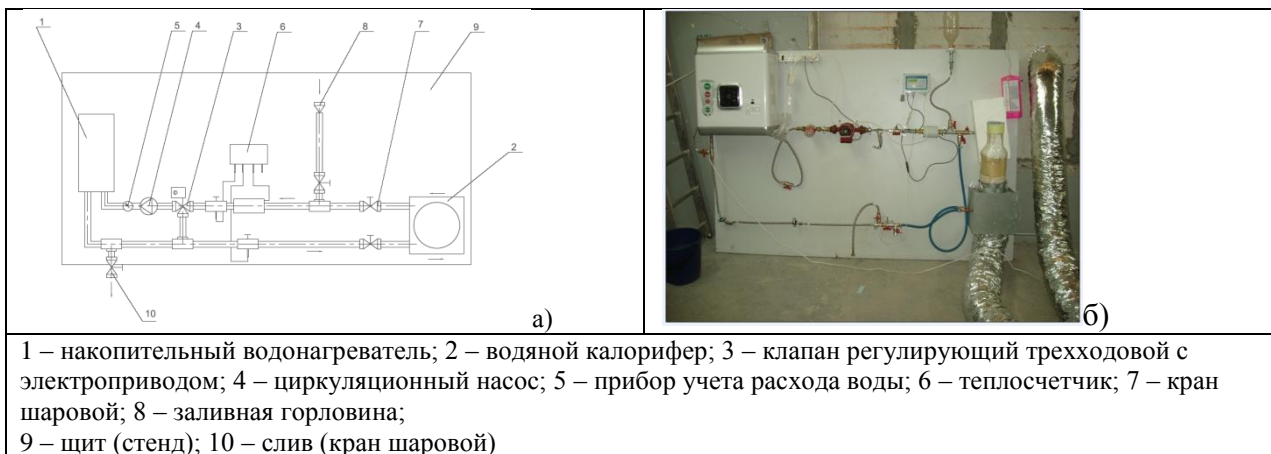 1 5 4 3 6 8 7 9
2
10
а)
б)
1 – накопительный водонагреватель; 2 – водяной калорифер; 3 – клапан регулирующий трехходовой с
электроприводом; 4 – циркуляционный насос; 5 – прибор учета расхода воды; 6 – теплосчетчик; 7 – кран
шаровой; 8 – заливная горловина;
9 – щит (стенд); 10 – слив (кран шаровой)